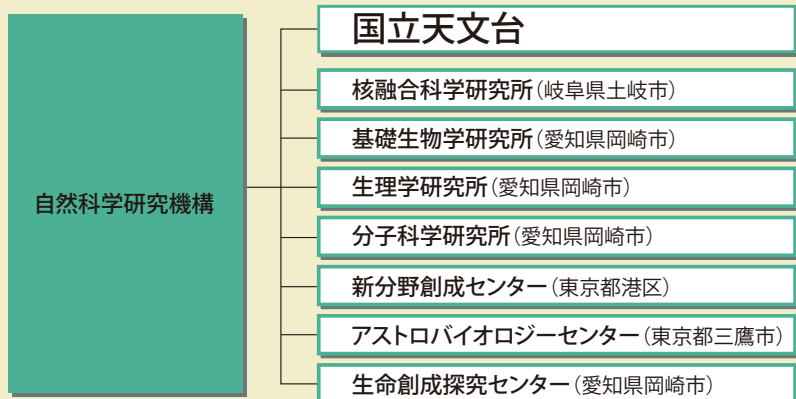 国立天文台
核融合科学研究所(岐阜県土岐市)
基礎生物学研究所(愛知県岡崎市)
生理学研究所(愛知県岡崎市)
自然科学研究機構
分子科学研究所(愛知県岡崎市)
新分野創成センター(東京都港区)
アストロバイオロジーセンター(東京都三鷹市)
生命創成探究センター(愛知県岡崎市)